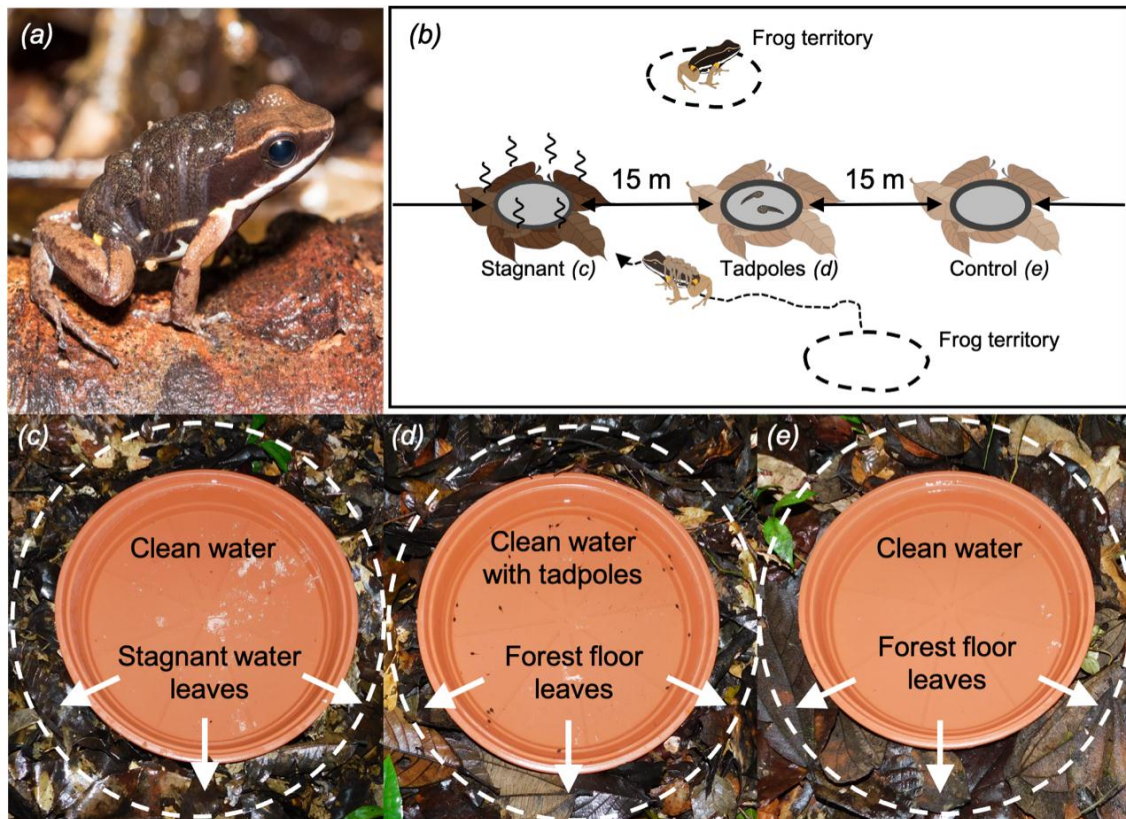 (a)
(b)
Frog territory
15 m
15 m
Stagnant (c)
Tadpoles (d)
Control (e)
Frog territory
(c)
Clean water
Stagnant water
leaves
(d)
Clean water
with tadpoles
Forest floor
leaves
(e)
Clean water
Forest floor
leaves